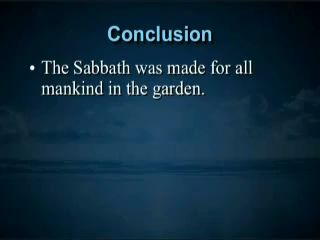 Conclusion
• The Sabbath was made for all
mankind in the garden.